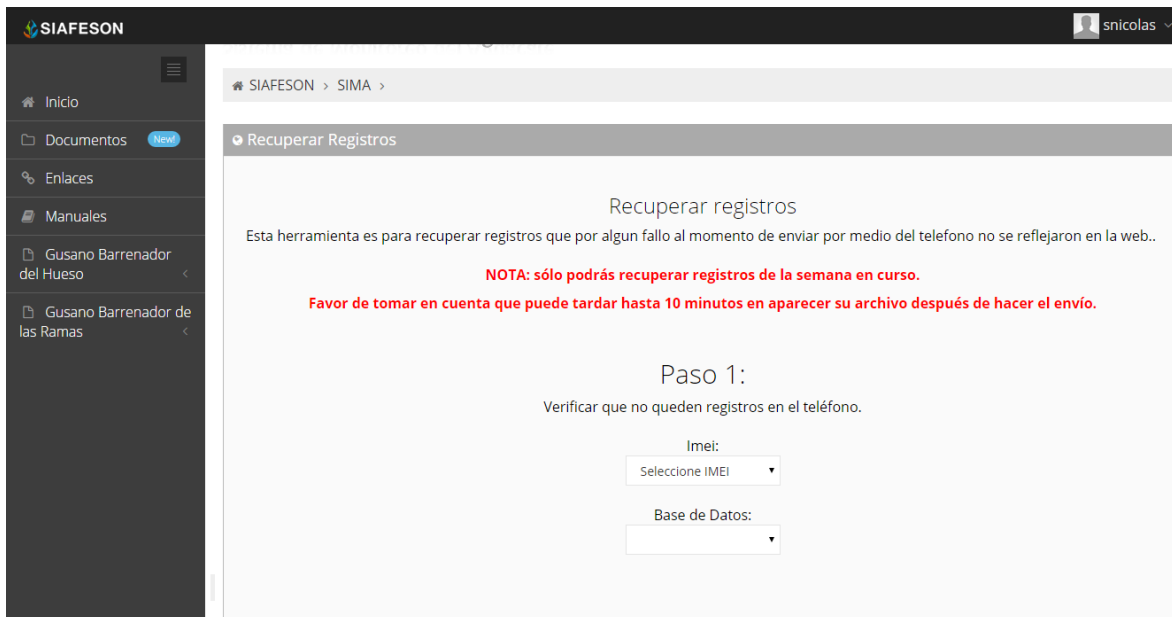 SIAFESON
snicolas
Inicio
Documentos New!
Enlaces
Manuales
Gusano Barrenador
del Hueso
Gusano Barrenador de
las Ramas
SIAFESON > SIMA >
Recuperar Registros
Recuperar registros
Esta herramienta es para recuperar registros que por algun fallo al momento de enviar por medio del telefono no se reflejaron en la web..
NOTA: sólo podrás recuperar registros de la semana en curso.
Favor de tomar en cuenta que puede tardar hasta 10 minutos en aparecer su archivo después de hacer el envío.
Paso 1:
Verificar que no queden registros en el teléfono.
Imei:
Seleccione IMEI
Base de Datos: